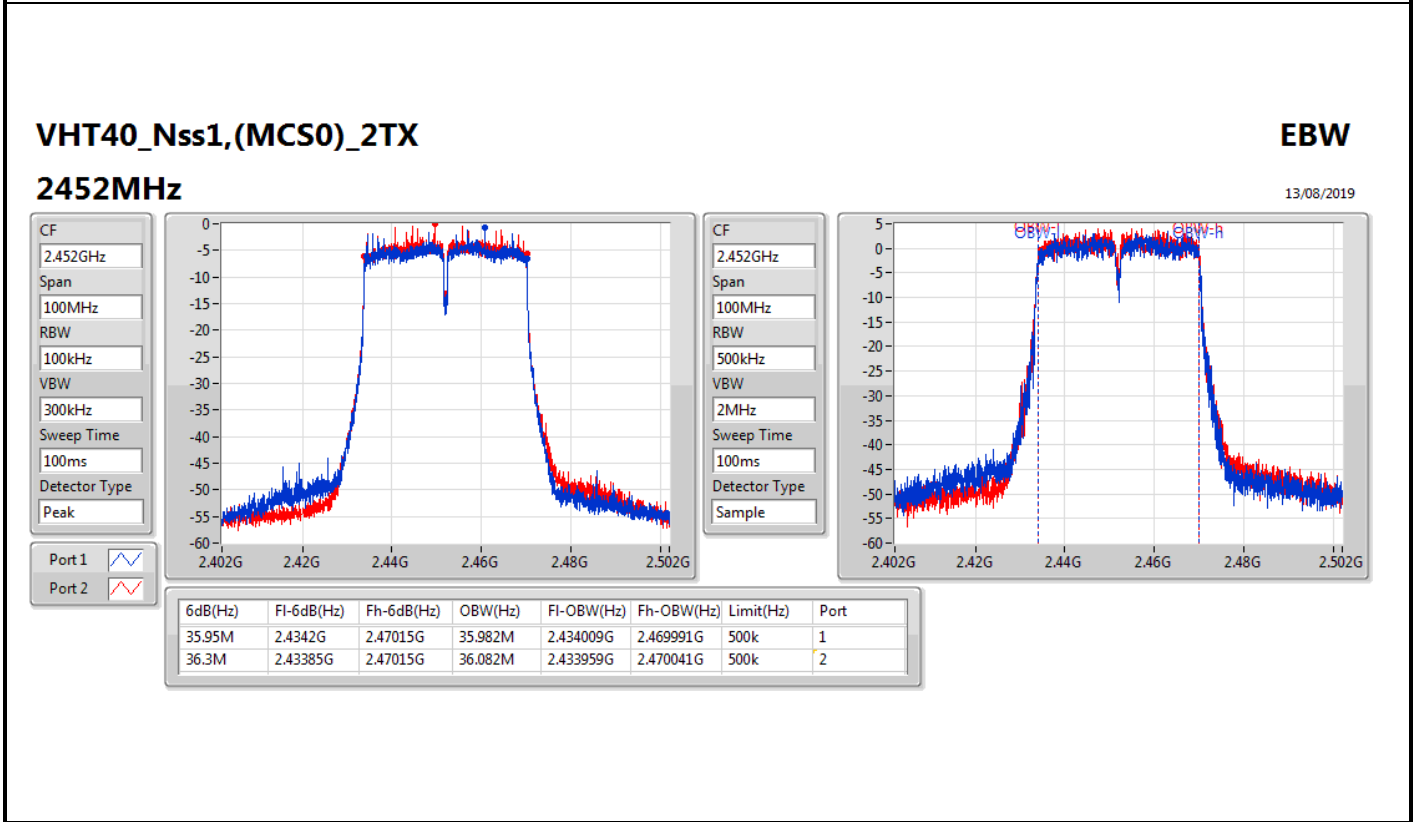 VHT40_Nss1,(MCS0)_2TX
EBW
2452MHz
13/08/2019
CF
2.452GHz
Span
100MHz
RBW
100kHz
VBW
300kHz
Sweep Time
100ms
Detector Type
Peak
Port 1
Port 2
0
-5
-10
-15
-20
-25
-30
-35
-40
-45
-50
-55
-60
2.402G 2.42G 2.44G 2.46G 2.48G 2.502G
CF
2.452GHz
Span
100MHz
RBW
500kHz
VBW
2MHz
Sweep Time
100ms
Detector Type
Sample
5
0
-5
-10
-15
-20
-25
-30
-35
-40
-45
-50
-55
-60
OBW-l OBW-h
OBW-l OBW-h
2.402G 2.42G 2.44G 2.46G 2.48G 2.502G
6dB(Hz) Fl-6dB(Hz) Fh-6dB(Hz) OBW(Hz) Fl-OBW(Hz) Fh-OBW(Hz) Limit(Hz) Port
35.95M 2.4342G 2.47015G 35.982M 2.434009G 2.469991G 500k 1
36.3M 2.43385G 2.47015G 36.082M 2.433959G 2.470041G 500k 2